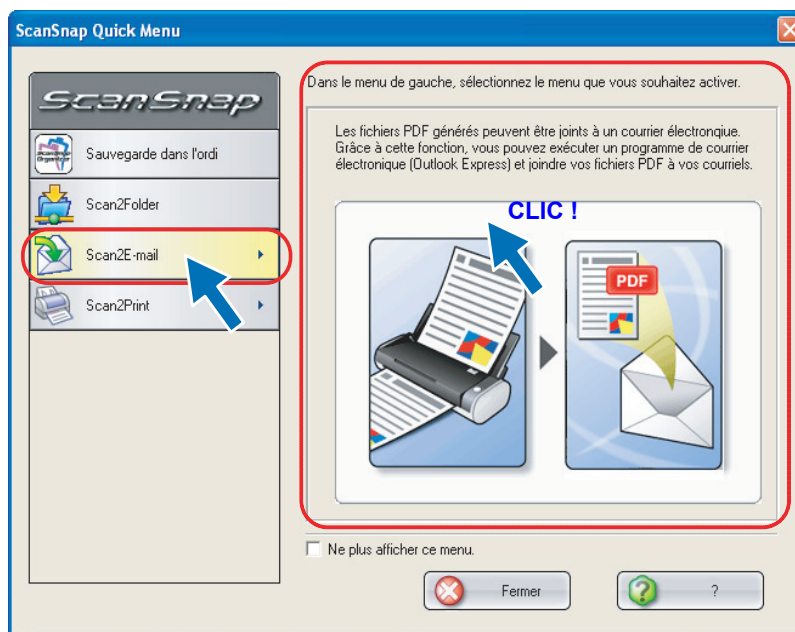 ScanSnap Quick Menu
ScanSnap
Sauvegarde dans l'ordi
Scan2Folder
Scan2E-mail
Scan2Print
Dans le menu de gauche, sélectionnez le menu que vous souhaitez activer.
Les fichiers PDF générés peuvent être joints à un courrier électronqiue.
Grâce à cette fonction, vous pouvez exécuter un programme de courrier
électronique (Outlook Express) et joindre vos fichiers PDF à vos courriels.
CLIC !
PDF
Ne plus afficher ce menu.
Fermer
?